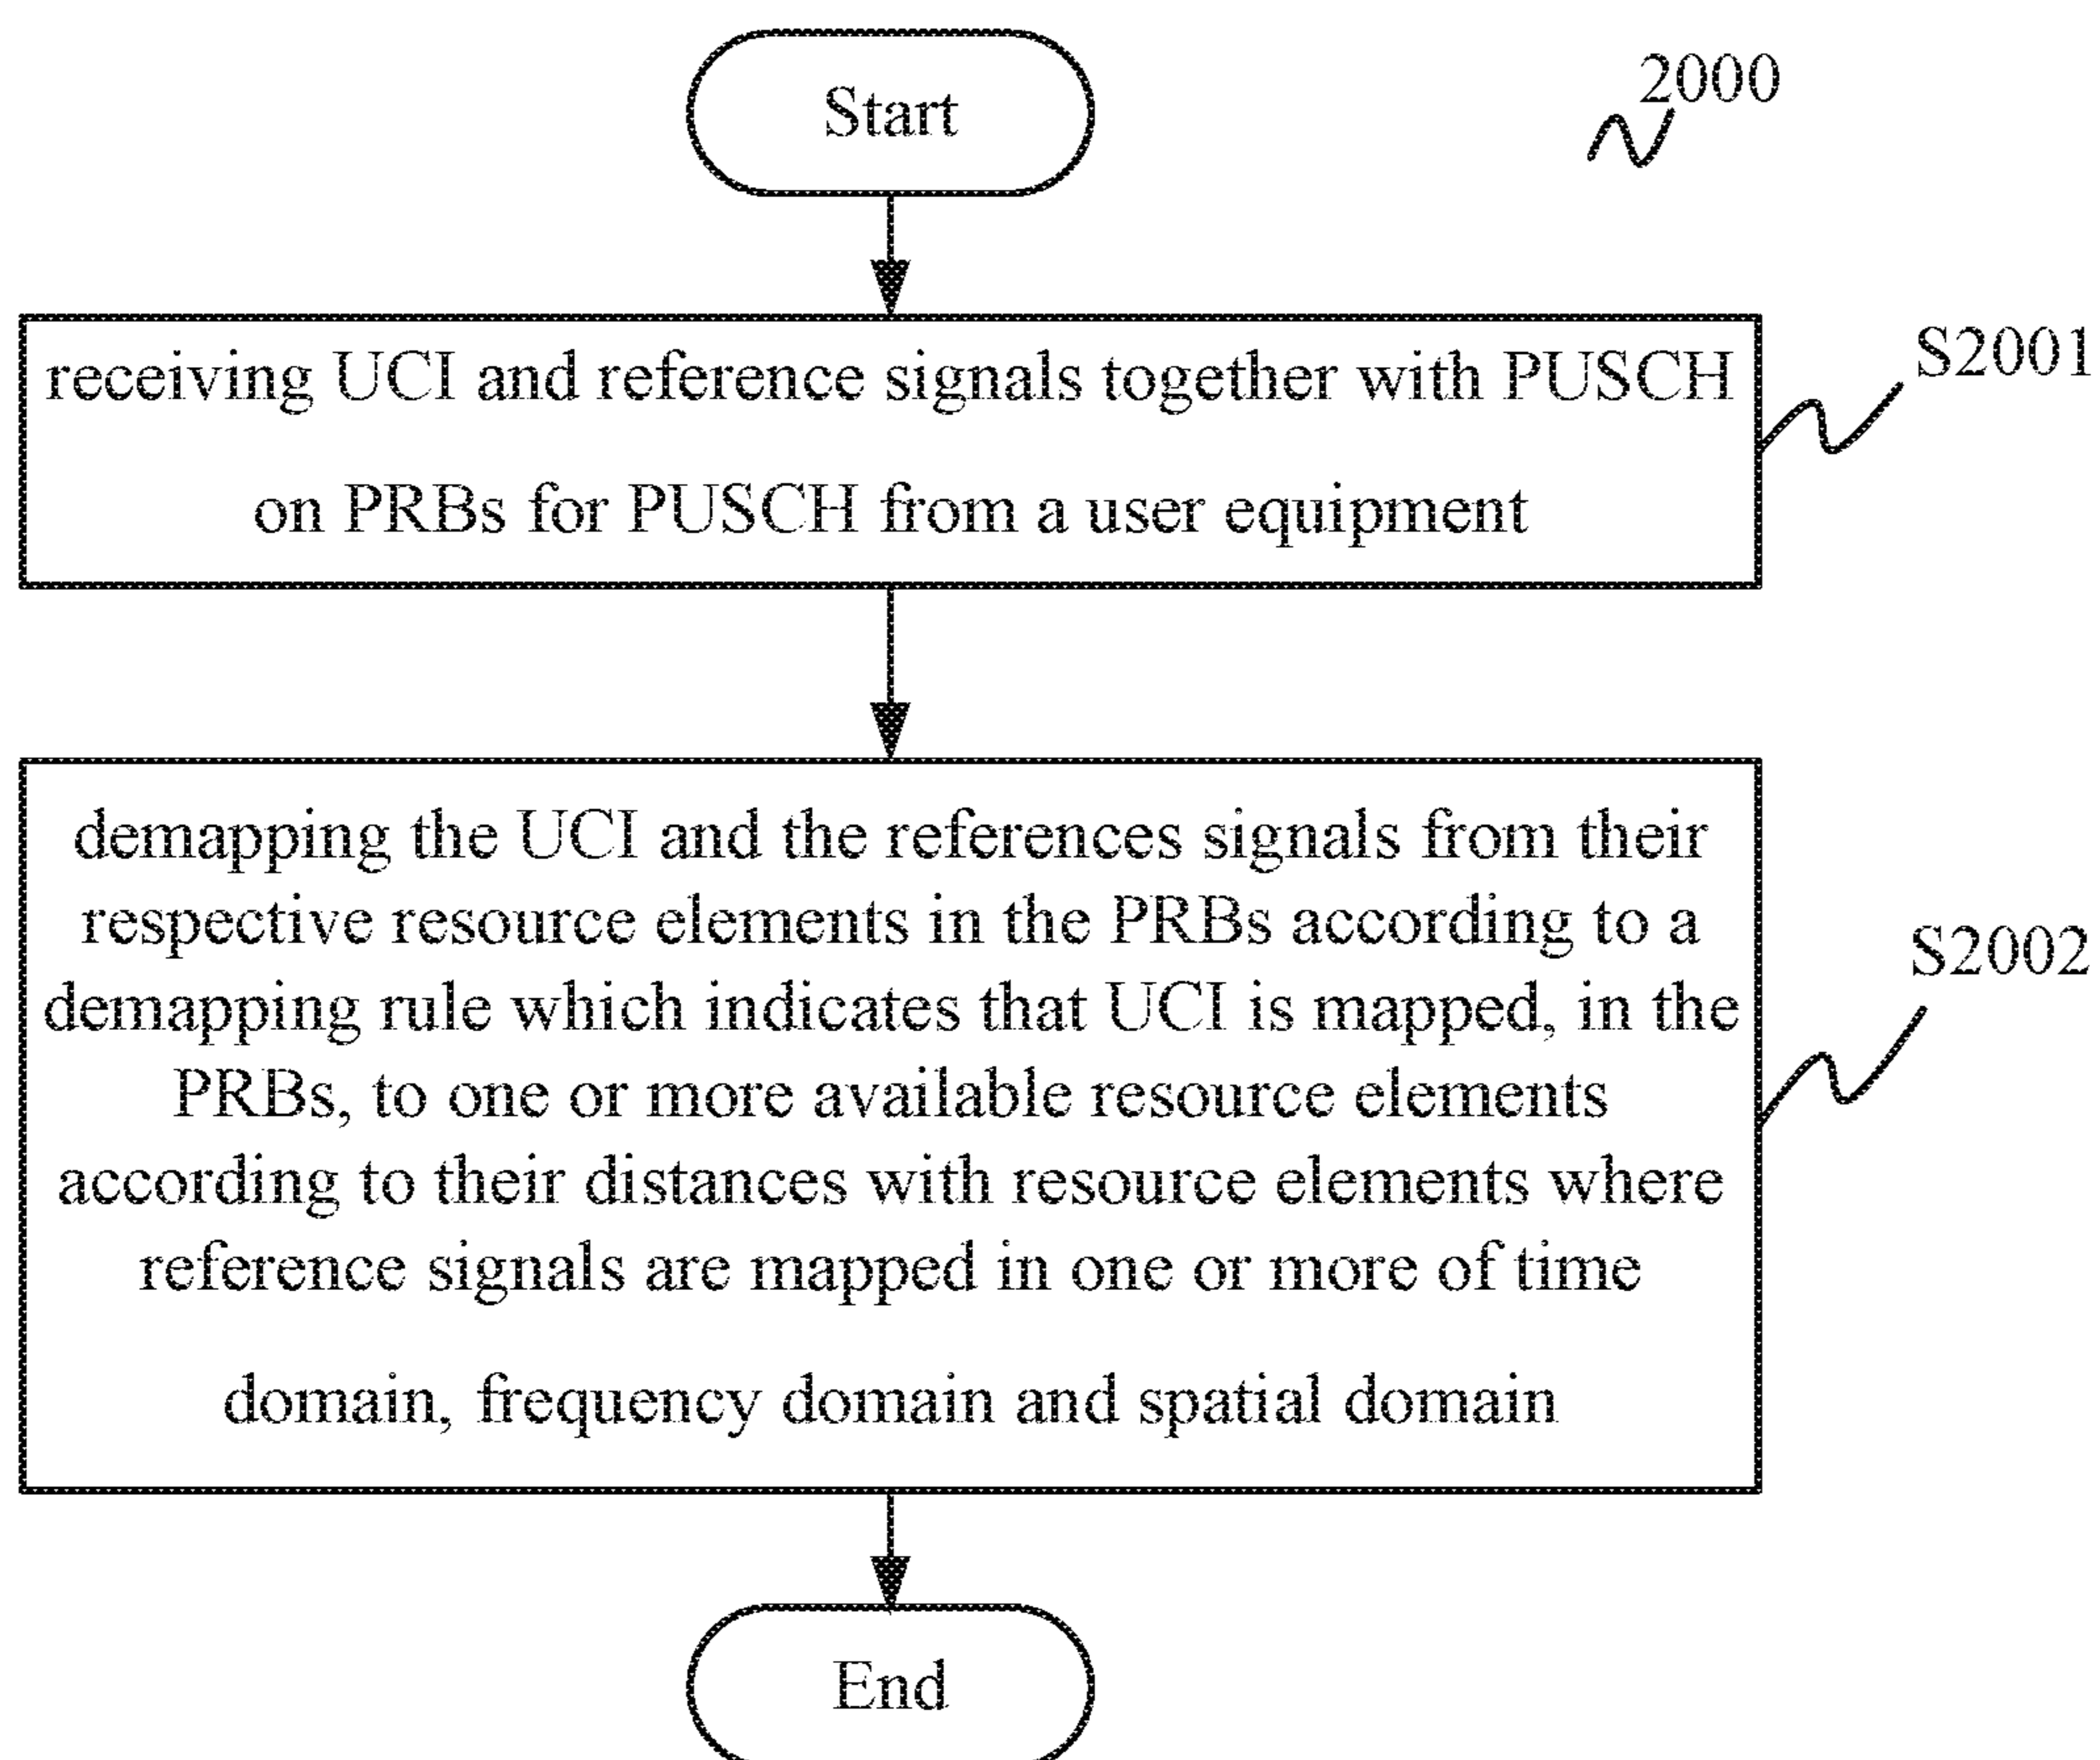 Start
2000
receiving UCI and reference signals together with PUSCH
on PRBs for PUSCH from a user equipment
S2001
demapping the UCI and the references signals from their
respective resource elements in the PRBs according to a
demapping rule which indicates that UCI is mapped, in the
PRBs, to one or more available resource elements
according to their distances with resource elements where
reference signals are mapped in one or more of time
domain, frequency domain and spatial domain
S2002
End